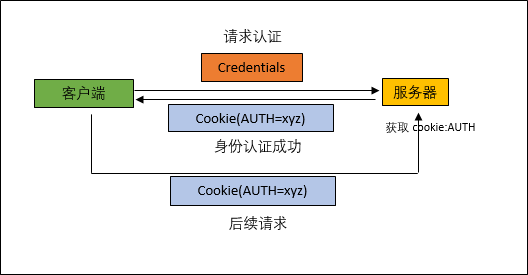 请求认证
Credentials
客户端
服务器
Cookie(AUTH=xyz)
获取 cookie:AUTH
身份认证成功
Cookie(AUTH=xyz)
后续请求